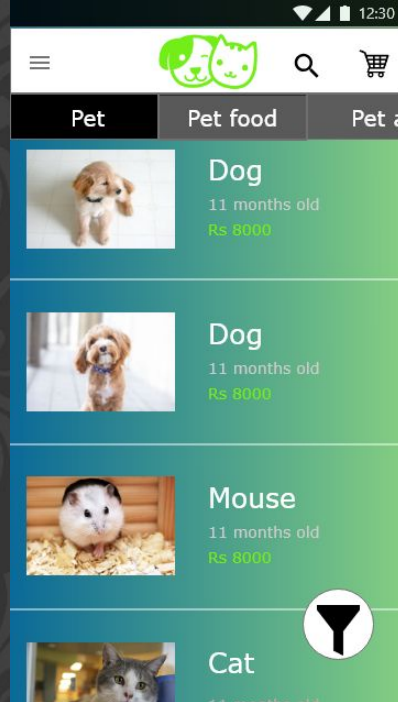 12:30
Pet Pet food Pet a
Dog
11 months old
Rs 8000
Dog
11 months old
Rs 8000
Mouse
11 months old
Rs 8000
Cat